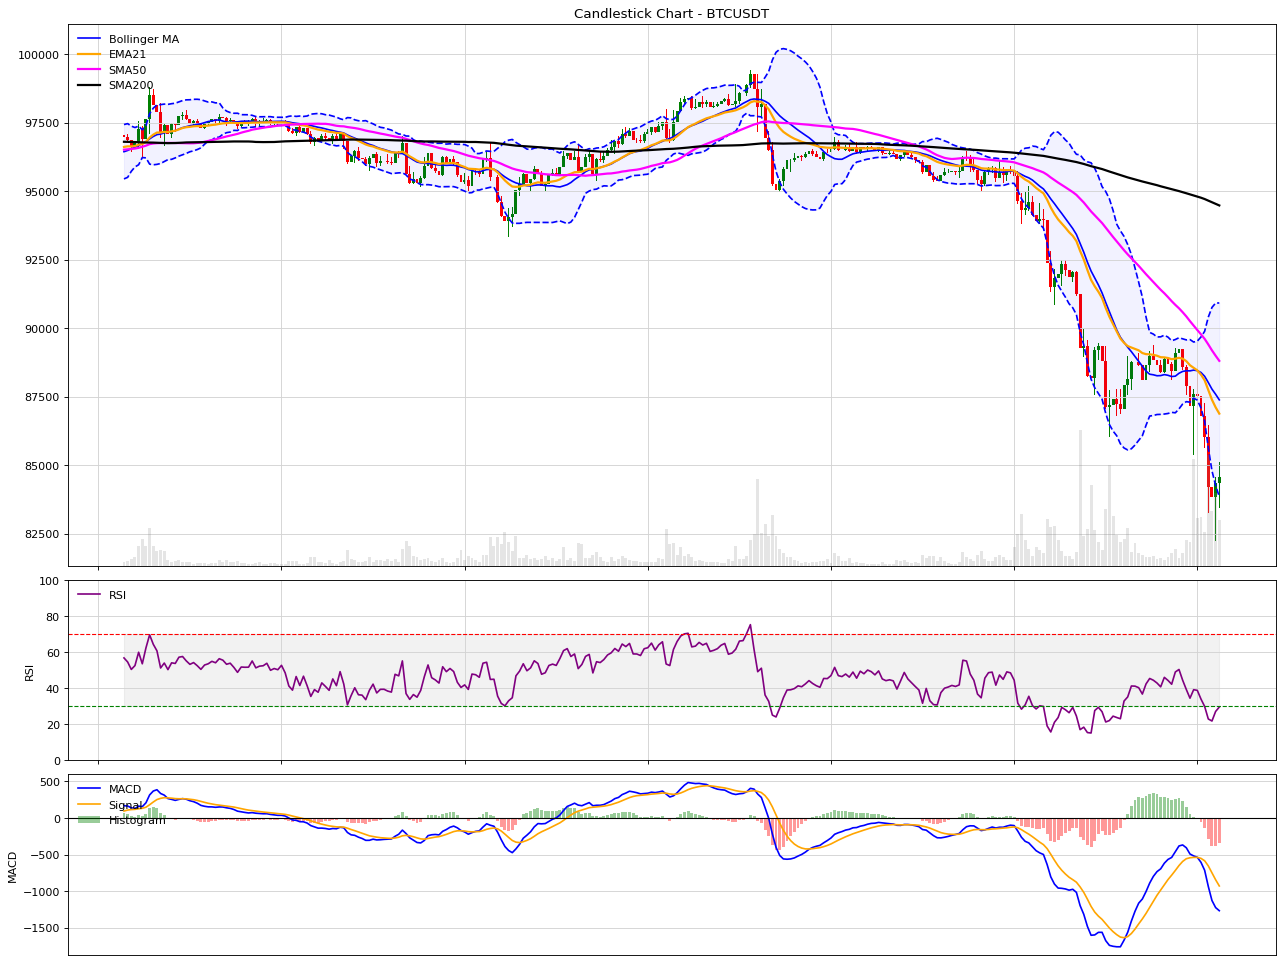 Candlestick Chart - BTCUSDT
Bollinger MA
EMA21
SMA50
SMA200
100000
97500
95000
92500
90000
87500
85000
82500
RSI
RSI
100
80
60
40
20
0
MACD
Signal
Histogram
MACD
500
0
−500
−1000
−1500